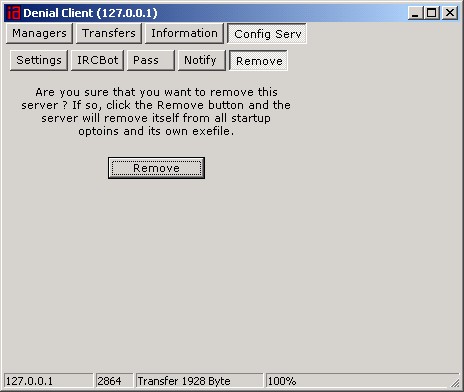 Denial Client (127.0.0.1)
Managers Transfers Information Config Serv
Settings IRCBot Pass Notify Remove
Are you sure that you want to remove this
server ? If so, click the Remove button and the
server will remove itself from all startup
optoins and its own exefile.
Remove
127.0.0.1 2864 Transfer 1928 Byte 100%